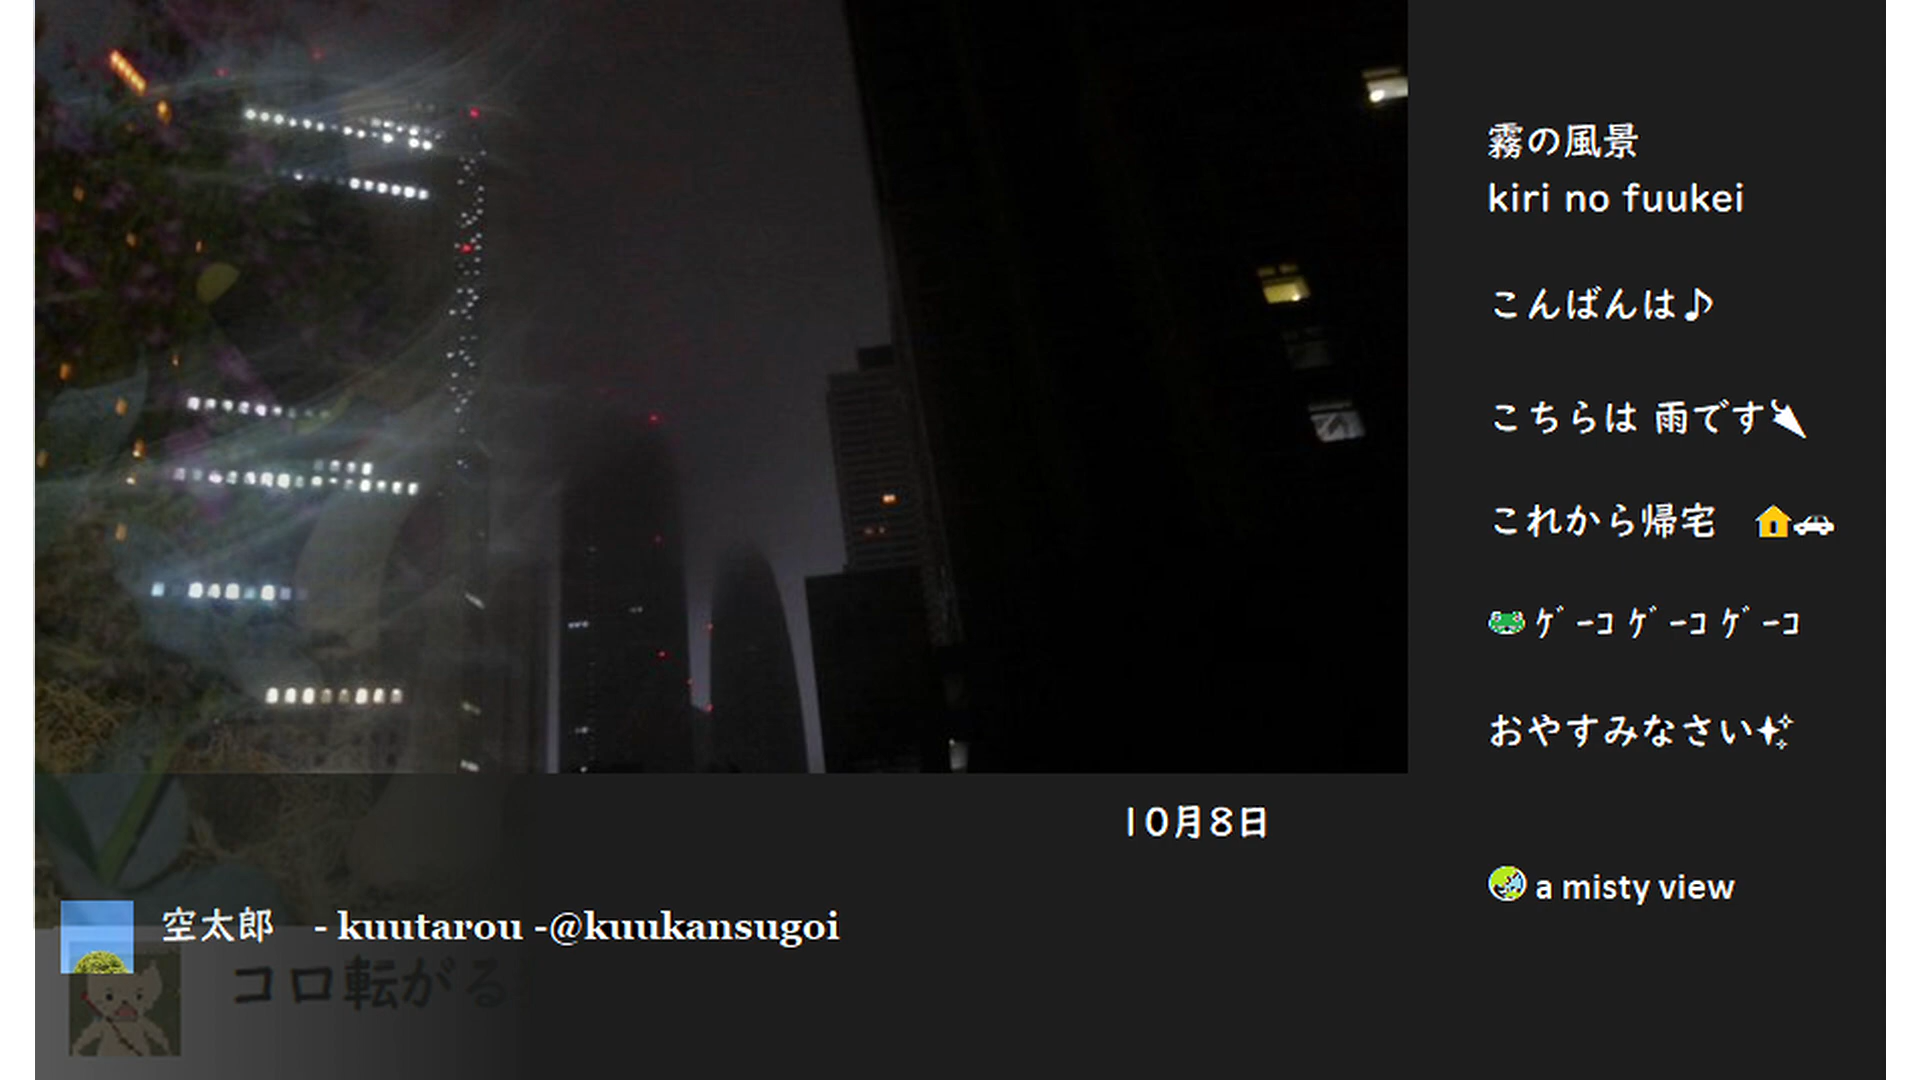 霧の風景
kiri no fuukei
こんばんは♪
こちらは 雨です🌂
これから帰宅　🏠🚗
🐸ｹﾞｰｺ ｹﾞｰｺ ｹﾞｰｺ
おやすみなさい✨
10月8日
🌏 a misty view
空太郎　- kuutarou -@kuukansugoi
コロ転がる